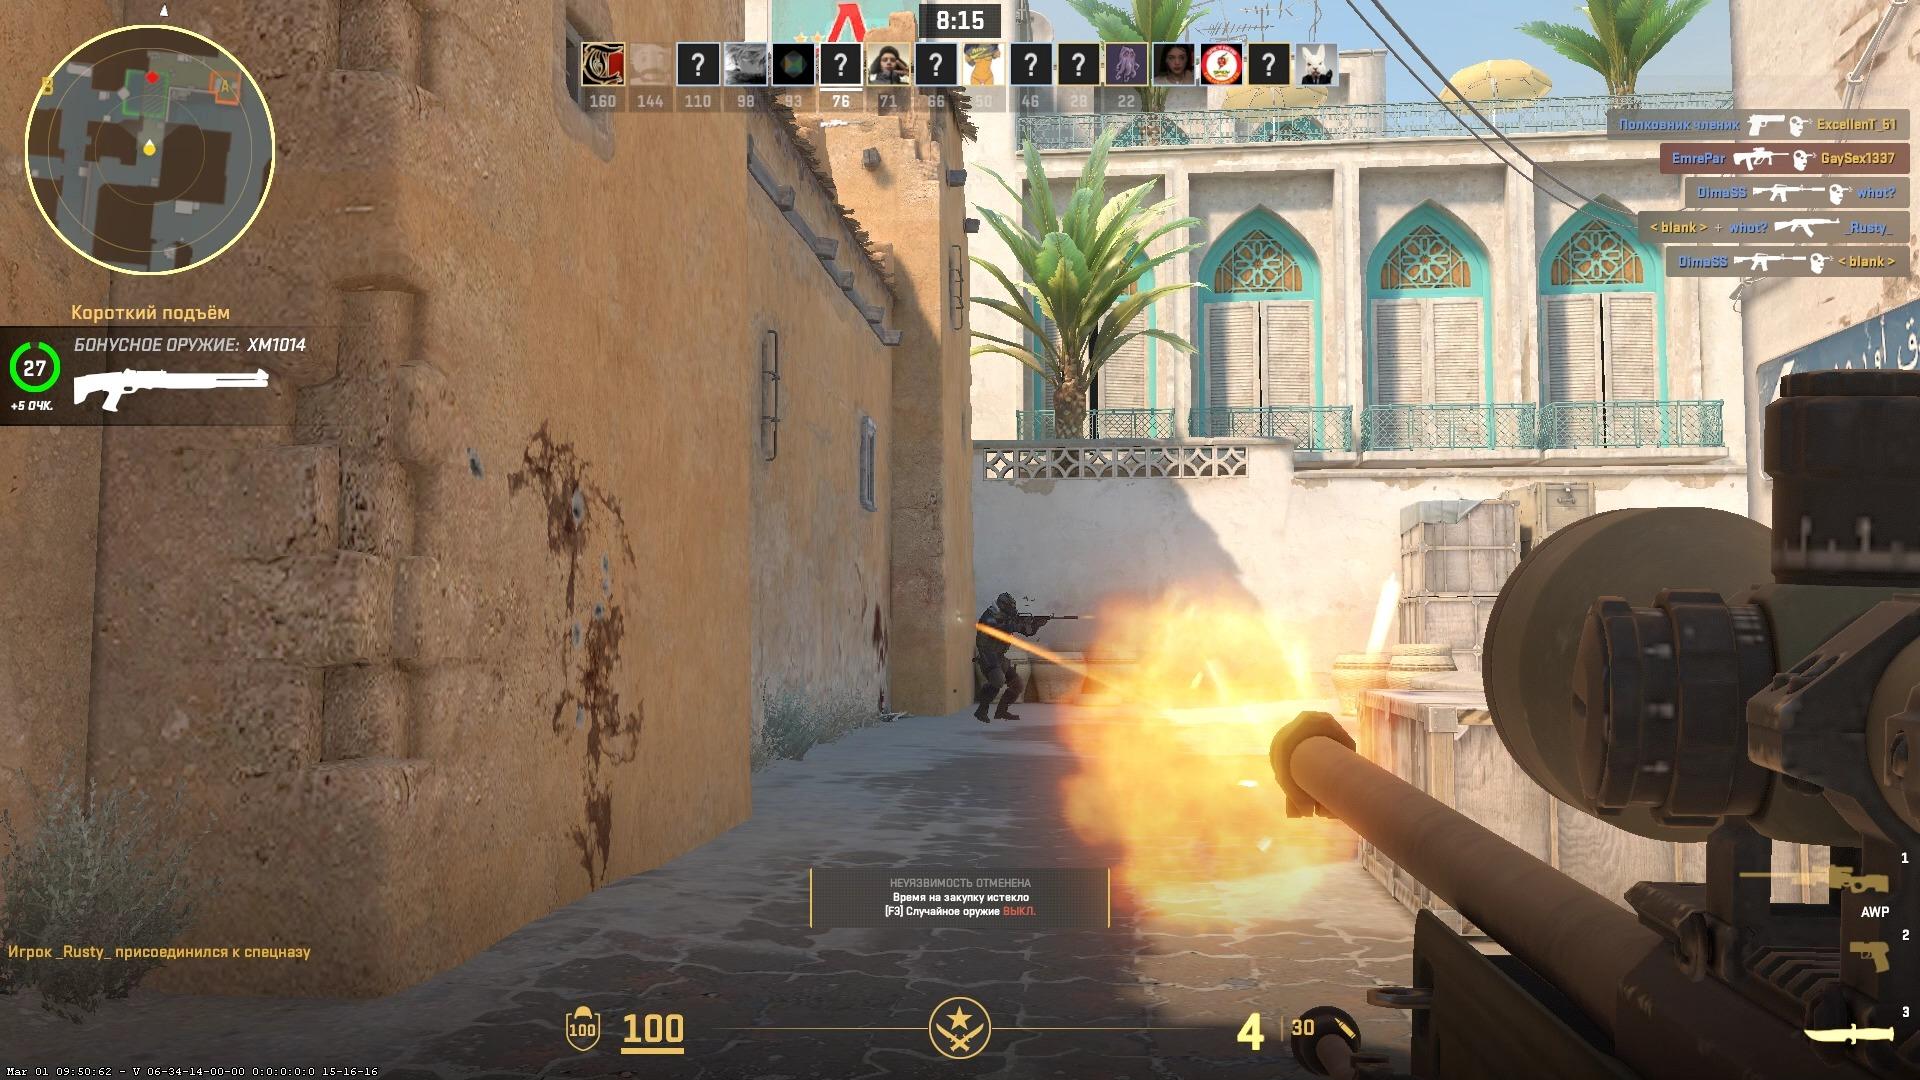 8:15
? ? ? ? ? ?
160 144 110 98 93 76 71 66 50 46 28 22
B
A
Полковник членик ExcellenT_51
EmrePar GaySex1337
DimaSS whot?
< blank > + whot? _Rusty_
DimaSS < blank >
Короткий подъём
БОНУСНОЕ ОРУЖИЕ: XM1014
27
+5 ОЧК.
НЕУЯЗВИМОСТЬ ОТМЕНЕНА
Время на закупку истекло
[F3] Случайное оружие ВЫКЛ.
1
AWP
2
3
Игрок _Rusty_ присоединился к спецназу
100 100
4 30
Mar 01 09:50:62 - V 06-34-14-00-00 0:0:0:0:0 15-16-16